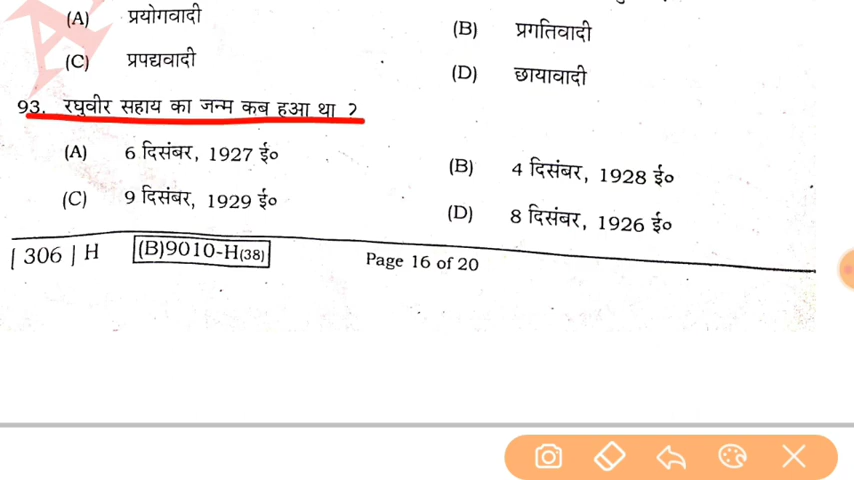 (A) प्रयोगवादी (B) प्रगतिवादी
(C) प्रपद्यवादी (D) छायावादी
93. रघुवीर सहाय का जन्म कब हुआ था ?
(A) 6 दिसंबर, 1927 ई० (B) 4 दिसंबर, 1928 ई०
(C) 9 दिसंबर, 1929 ई० (D) 8 दिसंबर, 1926 ई०
[ 306 ] H (B)9010-H(38) Page 16 of 20